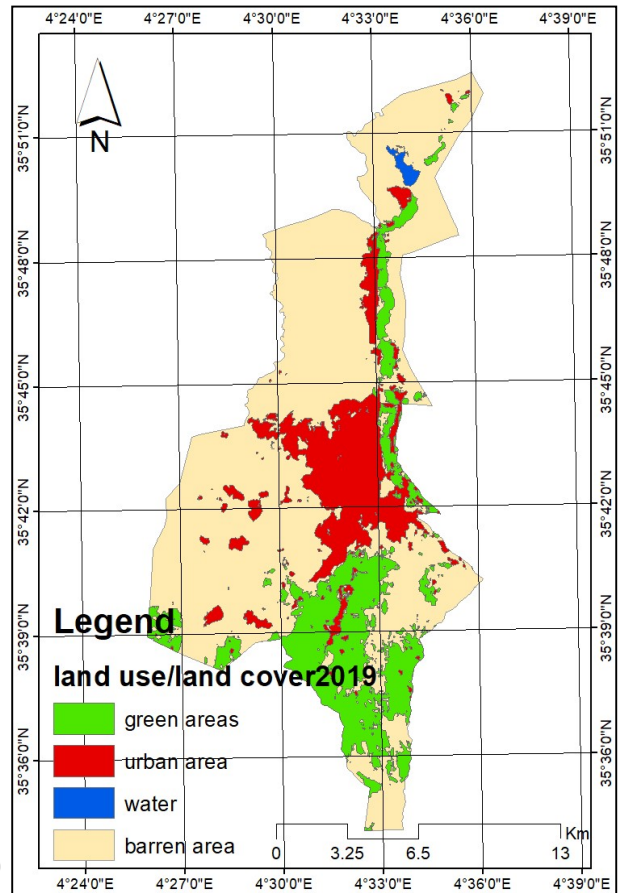 4°24'0"E 4°27'0"E 4°30'0"E 4°33'0"E 4°36'0"E 4°39'0"E
N
35°51'0"N 35°51'0"N
35°48'0"N 35°48'0"N
35°45'0"N 35°45'0"N
35°42'0"N 35°42'0"N
35°39'0"N 35°39'0"N
35°36'0"N 35°36'0"N
Legend
land use/land cover2019
green areas
urban area
water
barren area
Km
0 3.25 6.5 13
4°24'0"E 4°27'0"E 4°30'0"E 4°33'0"E 4°36'0"E 4°39'0"E